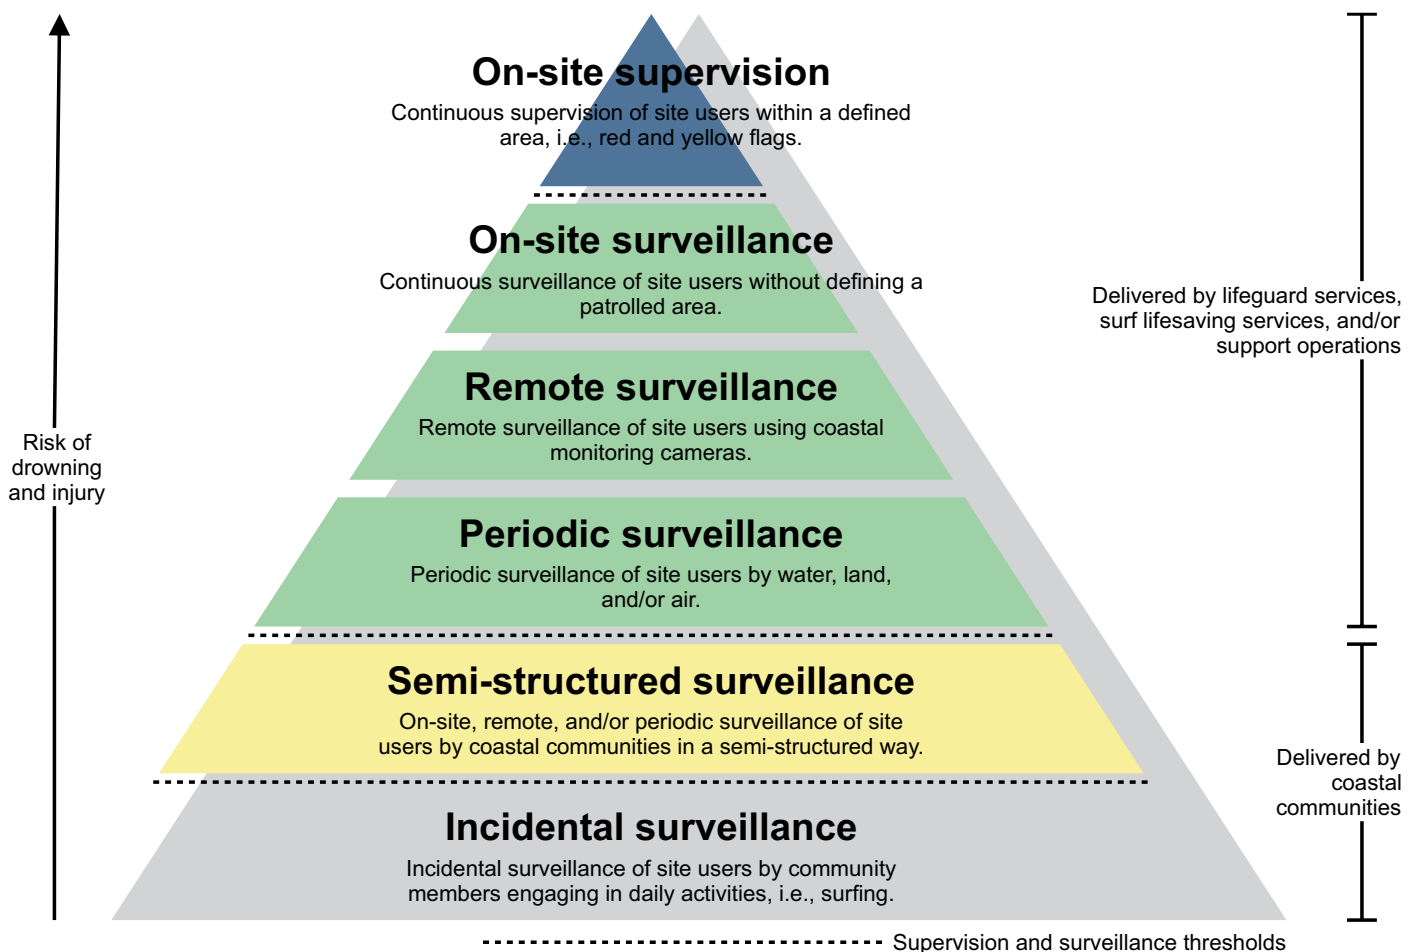 On-site supervision
Continuous supervision of site users within a defined
area, i.e., red and yellow flags.
On-site surveillance
Continuous surveillance of site users without defining a
patrolled area.
Remote surveillance
Remote surveillance of site users using coastal
monitoring cameras.
Periodic surveillance
Periodic surveillance of site users by water, land,
and/or air.
Semi-structured surveillance
On-site, remote, and/or periodic surveillance of site
users by coastal communities in a semi-structured way.
Incidental surveillance
Incidental surveillance of site users by community
members engaging in daily activities, i.e., surfing.
Risk of
drowning
and injury
Delivered by lifeguard services,
surf lifesaving services, and/or
support operations
Delivered by
coastal
communities
Supervision and surveillance thresholds